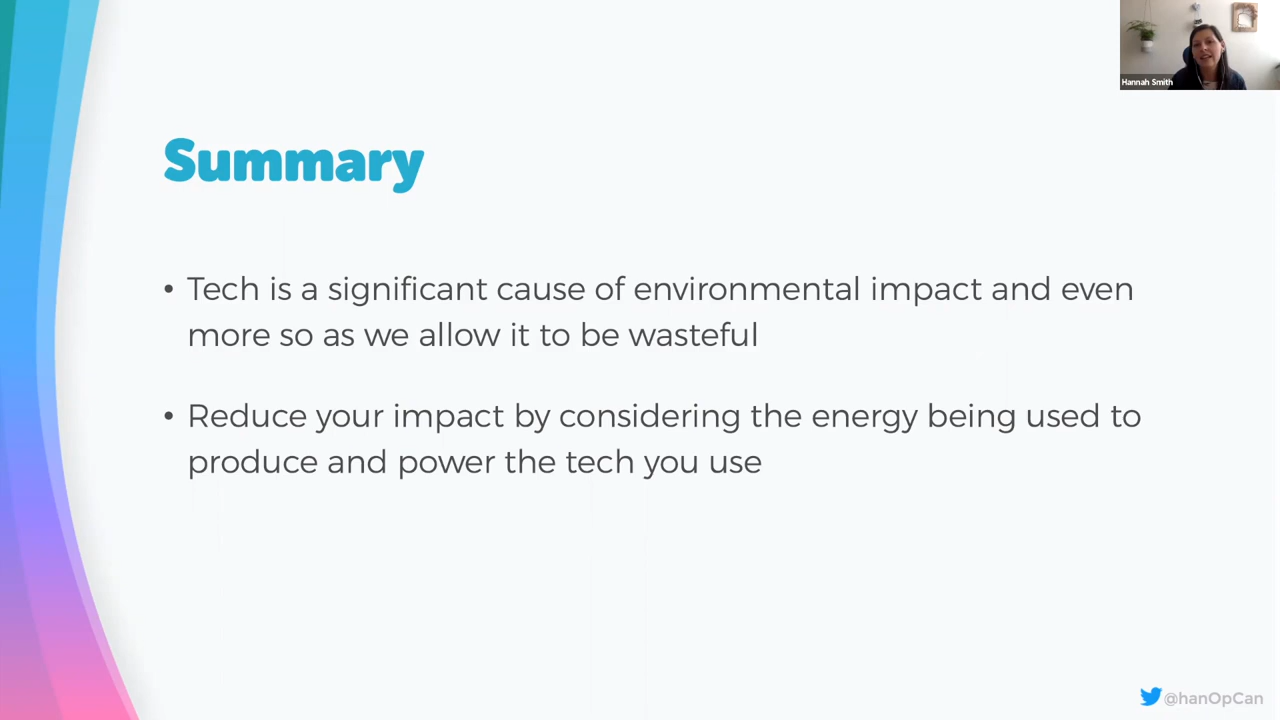 Hannah Smith
Summary
• Tech is a significant cause of environmental impact and even
more so as we allow it to be wasteful
• Reduce your impact by considering the energy being used to
produce and power the tech you use
@hanOpCan